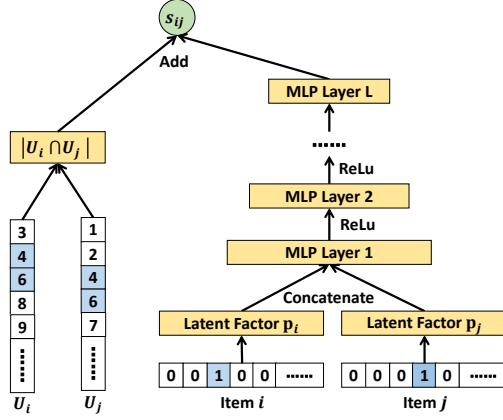 s_ij
Add
MLP Layer L
......
ReLu
|U_i ∩ U_j|
MLP Layer 2
ReLu
MLP Layer 1
3
4
6
8
9
......
U_i
1
2
4
6
7
......
U_j
Concatenate
Latent Factor p_i
Latent Factor p_j
0 0 1 0 0 ......
0 0 0 1 0 ......
Item i
Item j